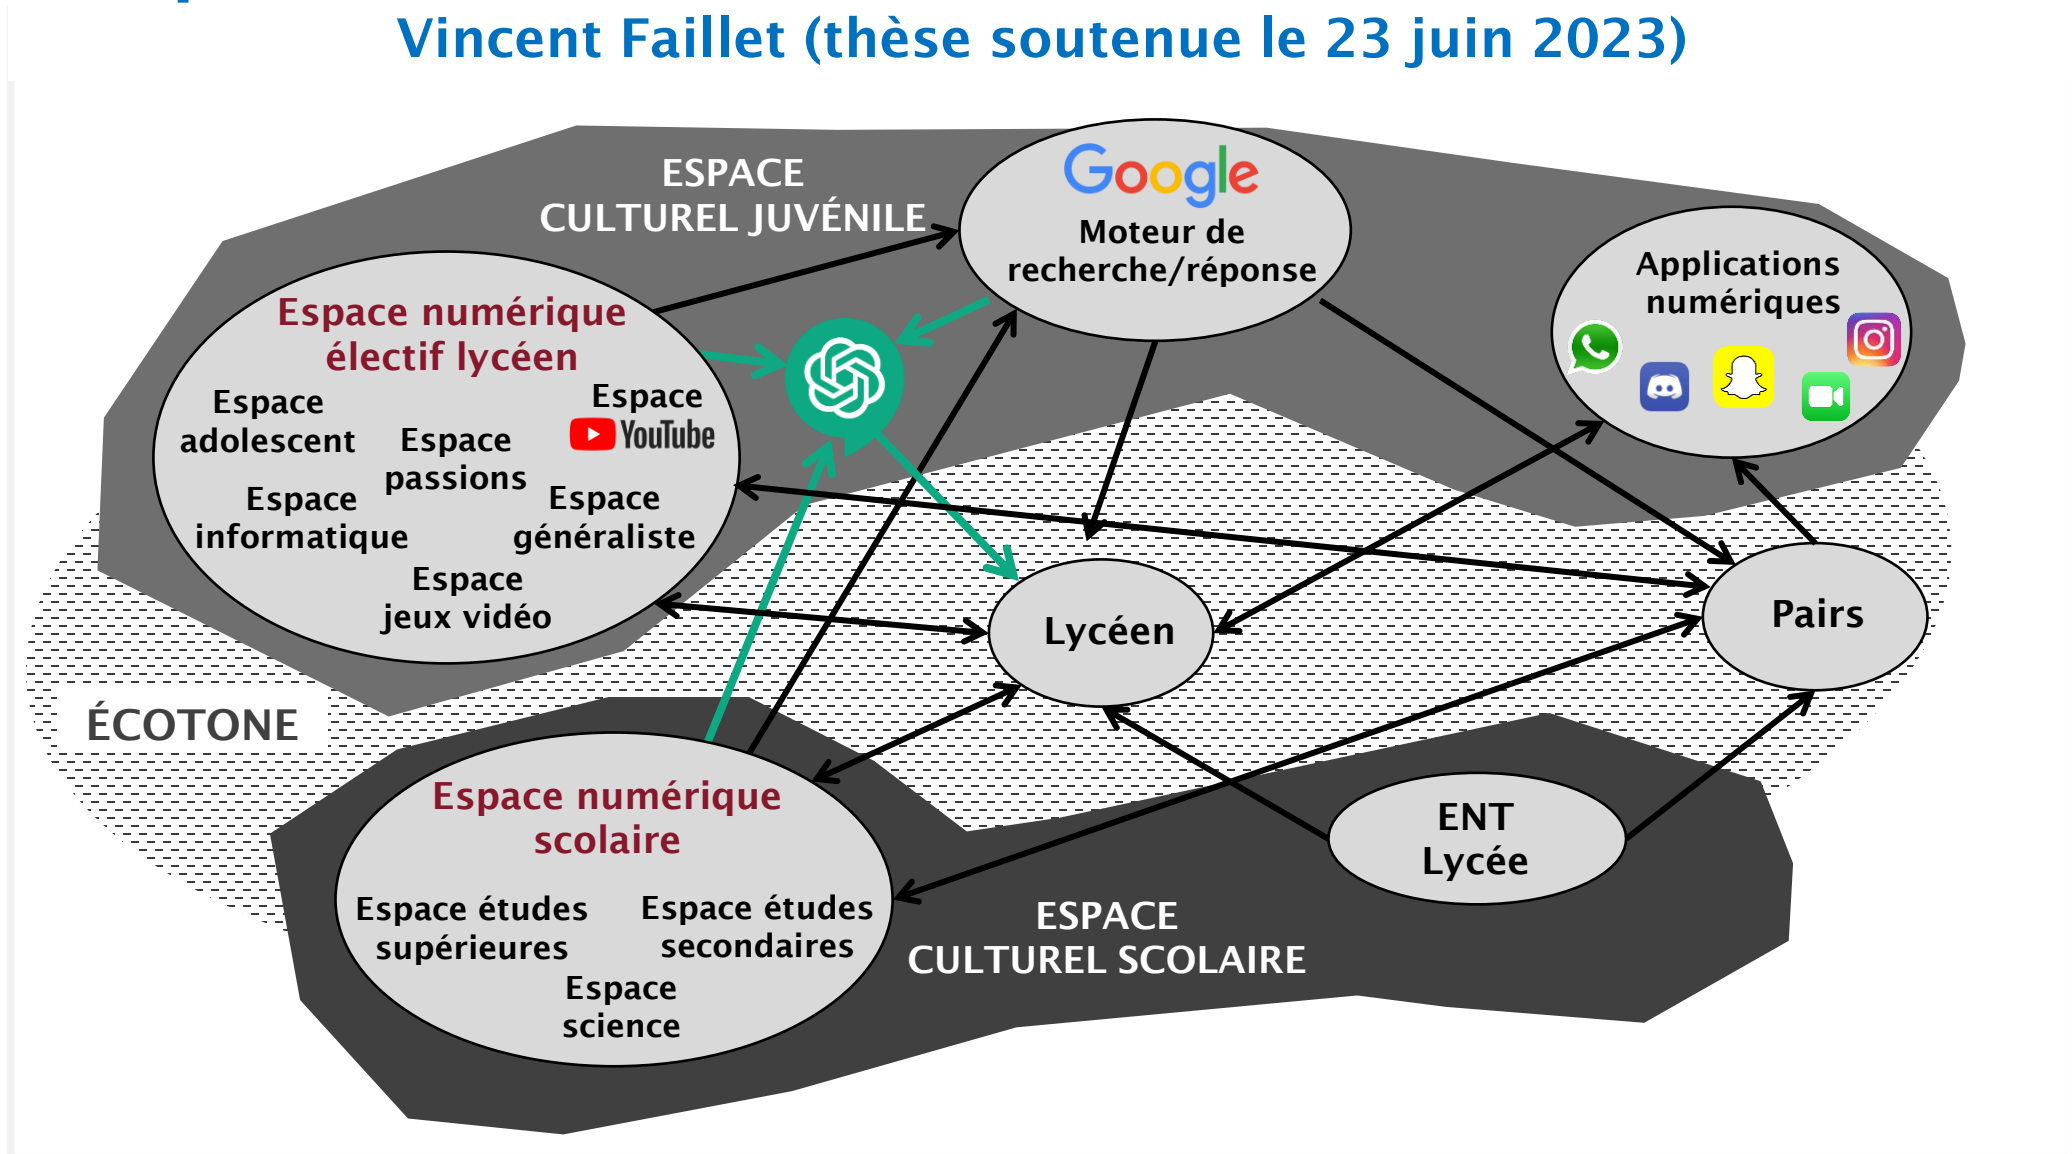 Vincent Faillet (thèse soutenue le 23 juin 2023)
ESPACE
CULTUREL JUVÉNILE
Google
Moteur de
recherche/réponse
Applications
numériques
Espace numérique
électif lycéen
Espace
adolescent
Espace
passions
Espace
YouTube
Espace
informatique
Espace
généraliste
Espace
jeux vidéo
Lycéen
Pairs
ÉCOTONE
Espace numérique
scolaire
Espace études
supérieures
Espace études
secondaires
Espace
science
ENT
Lycée
ESPACE
CULTUREL SCOLAIRE